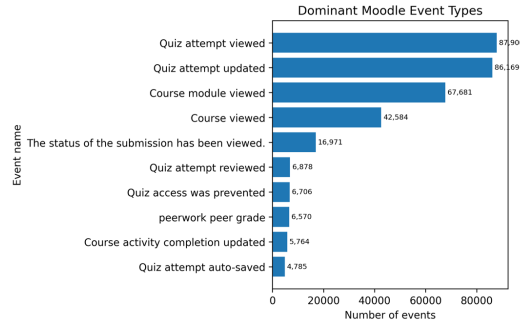 Dominant Moodle Event Types
Quiz attempt viewed
Quiz attempt updated
86,169
Course module viewed
67,681
Course viewed
42,584
The status of the submission has been viewed.
16,971
Quiz attempt reviewed
6,878
Quiz access was prevented
6,706
peerwork peer grade
6,570
Course activity completion updated
5,764
Quiz attempt auto-saved
4,785
Event name
0 20000 40000 60000 80000
Number of events